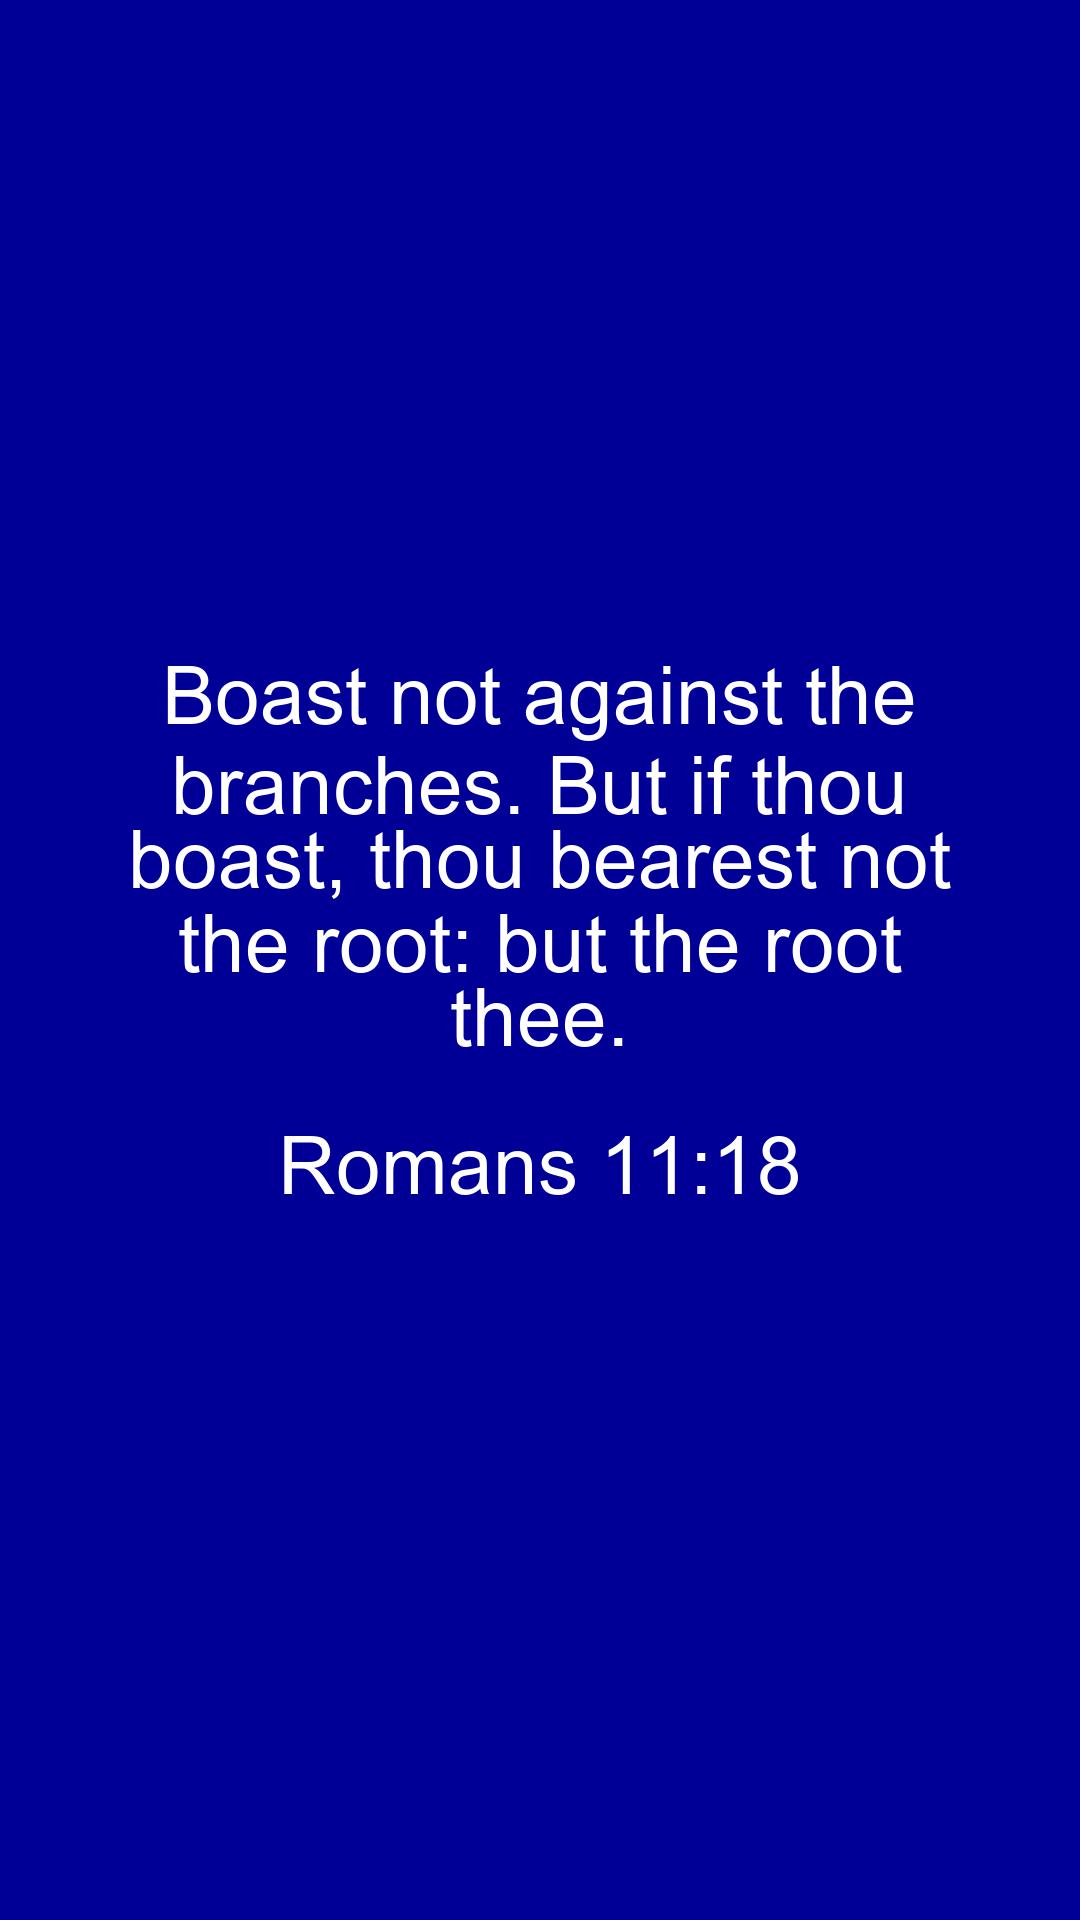 Boast not against the
branches. But if thou
boast, thou bearest not
the root: but the root
thee.
Romans 11:18